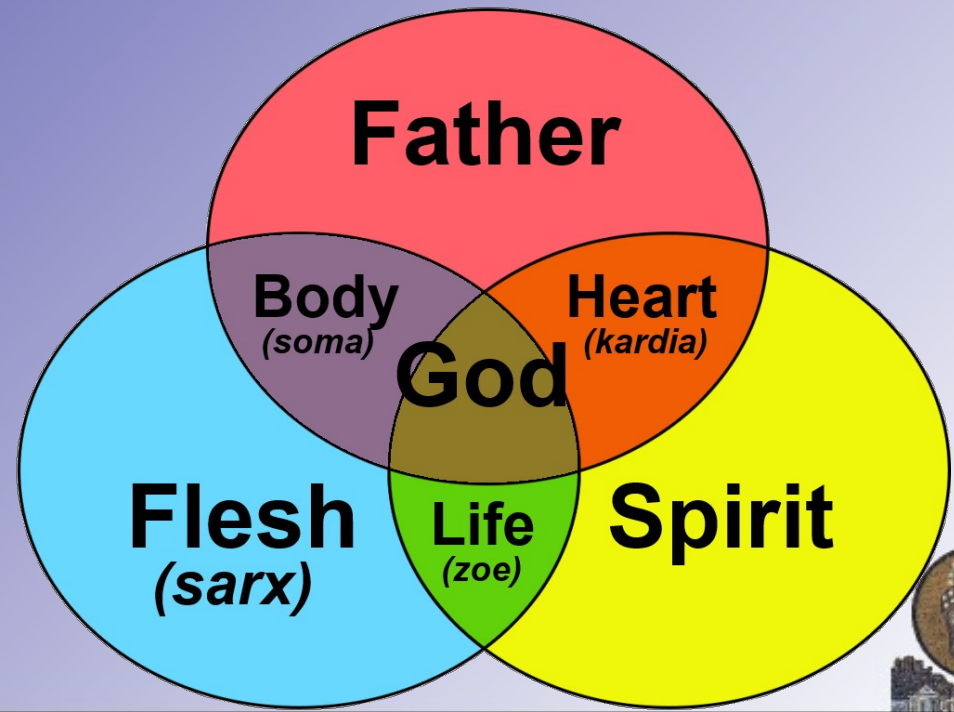 Father
Body
(soma)
Heart
(kardia)
God
Flesh
(sarx)
Life
(zoe)
Spirit